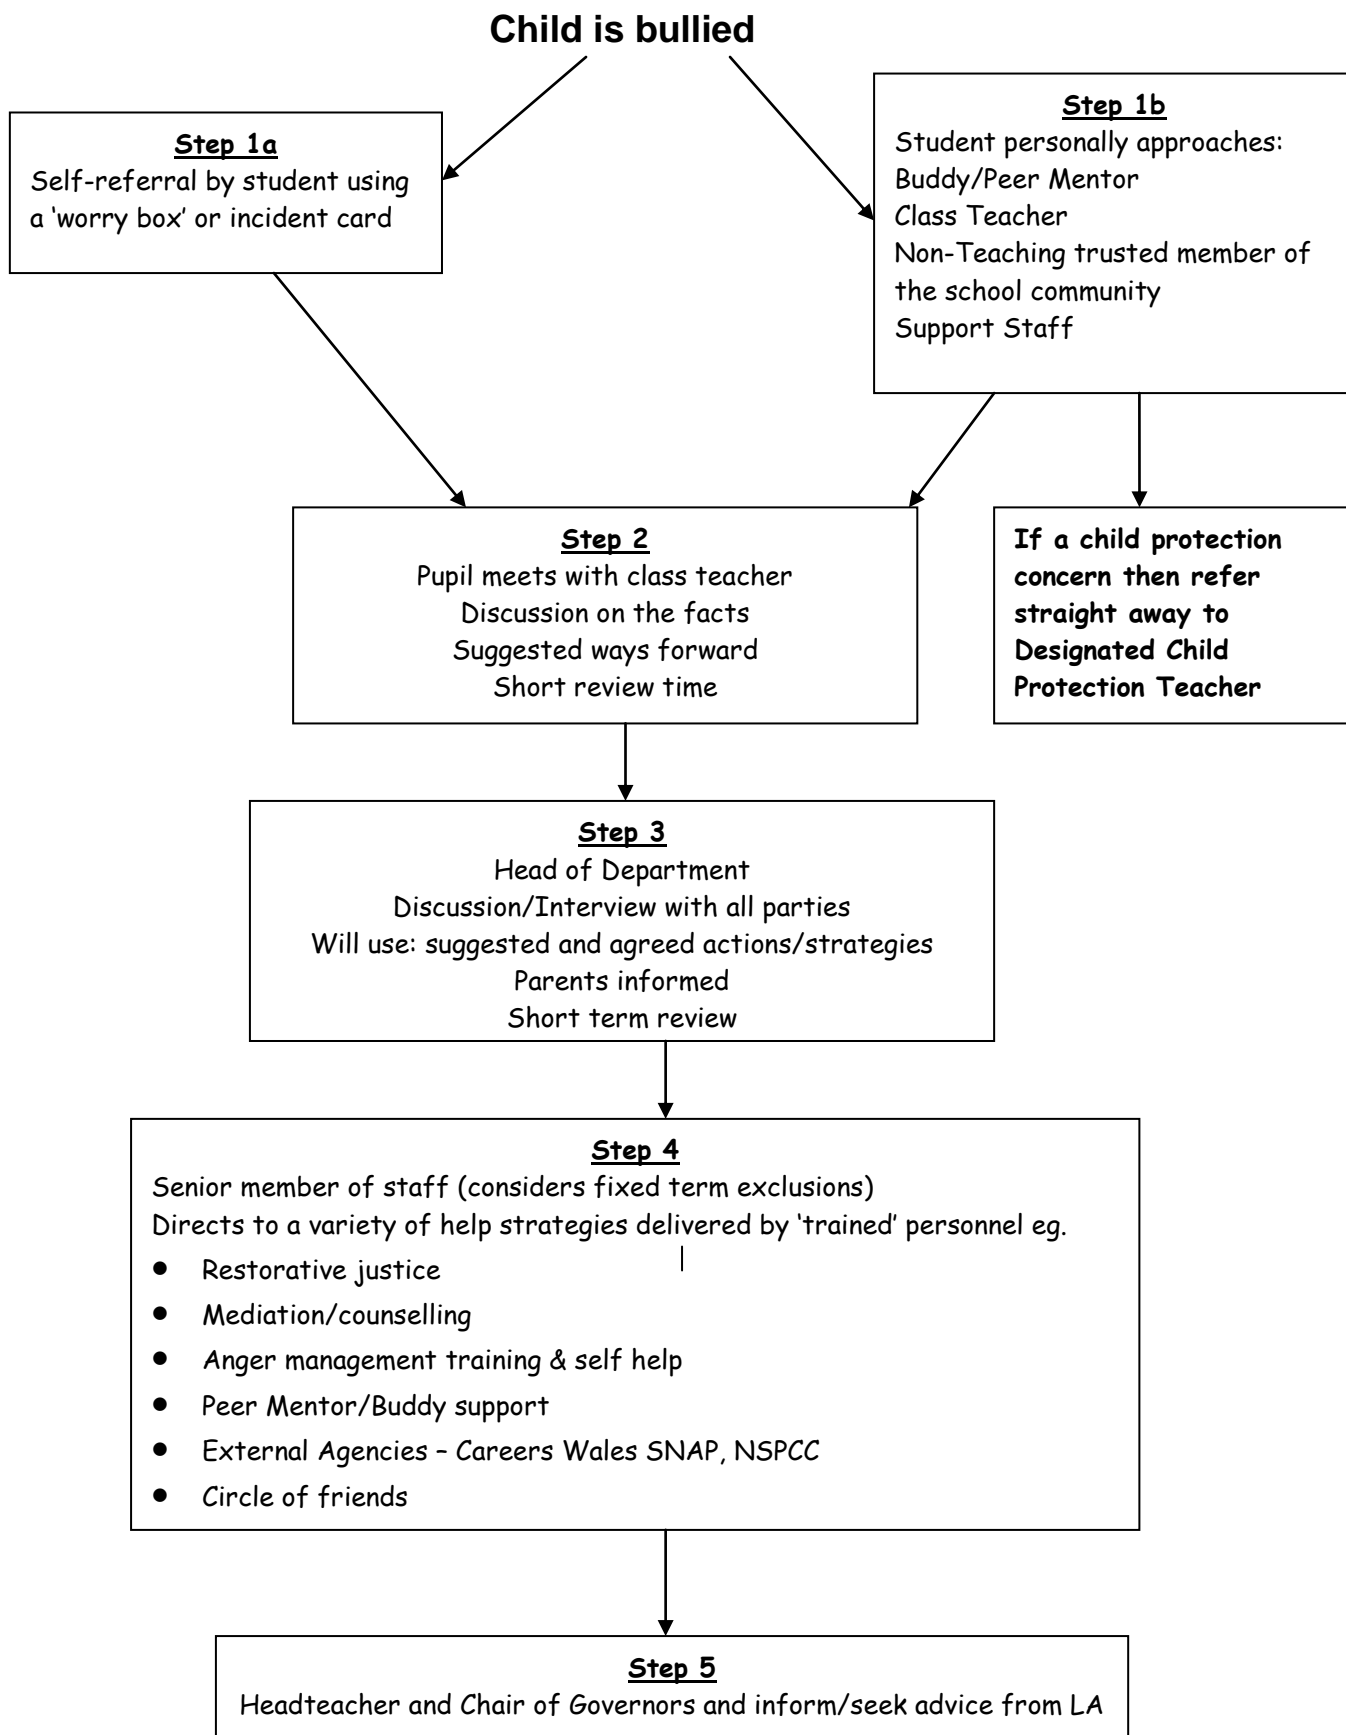 Child is bullied
Step 1a
Self-referral by student using
a ‘worry box’ or incident card
Step 1b
Student personally approaches:
Buddy/Peer Mentor
Class Teacher
Non-Teaching trusted member of
the school community
Support Staff
Step 2
Pupil meets with class teacher
Discussion on the facts
Suggested ways forward
Short review time
If a child protection
concern then refer
straight away to
Designated Child
Protection Teacher
Step 3
Head of Department
Discussion/Interview with all parties
Will use: suggested and agreed actions/strategies
Parents informed
Short term review
Step 4
Senior member of staff (considers fixed term exclusions)
Directs to a variety of help strategies delivered by ‘trained’ personnel eg.
● Restorative justice
● Mediation/counselling
● Anger management training & self help
● Peer Mentor/Buddy support
● External Agencies – Careers Wales SNAP, NSPCC
● Circle of friends
Step 5
Headteacher and Chair of Governors and inform/seek advice from LA